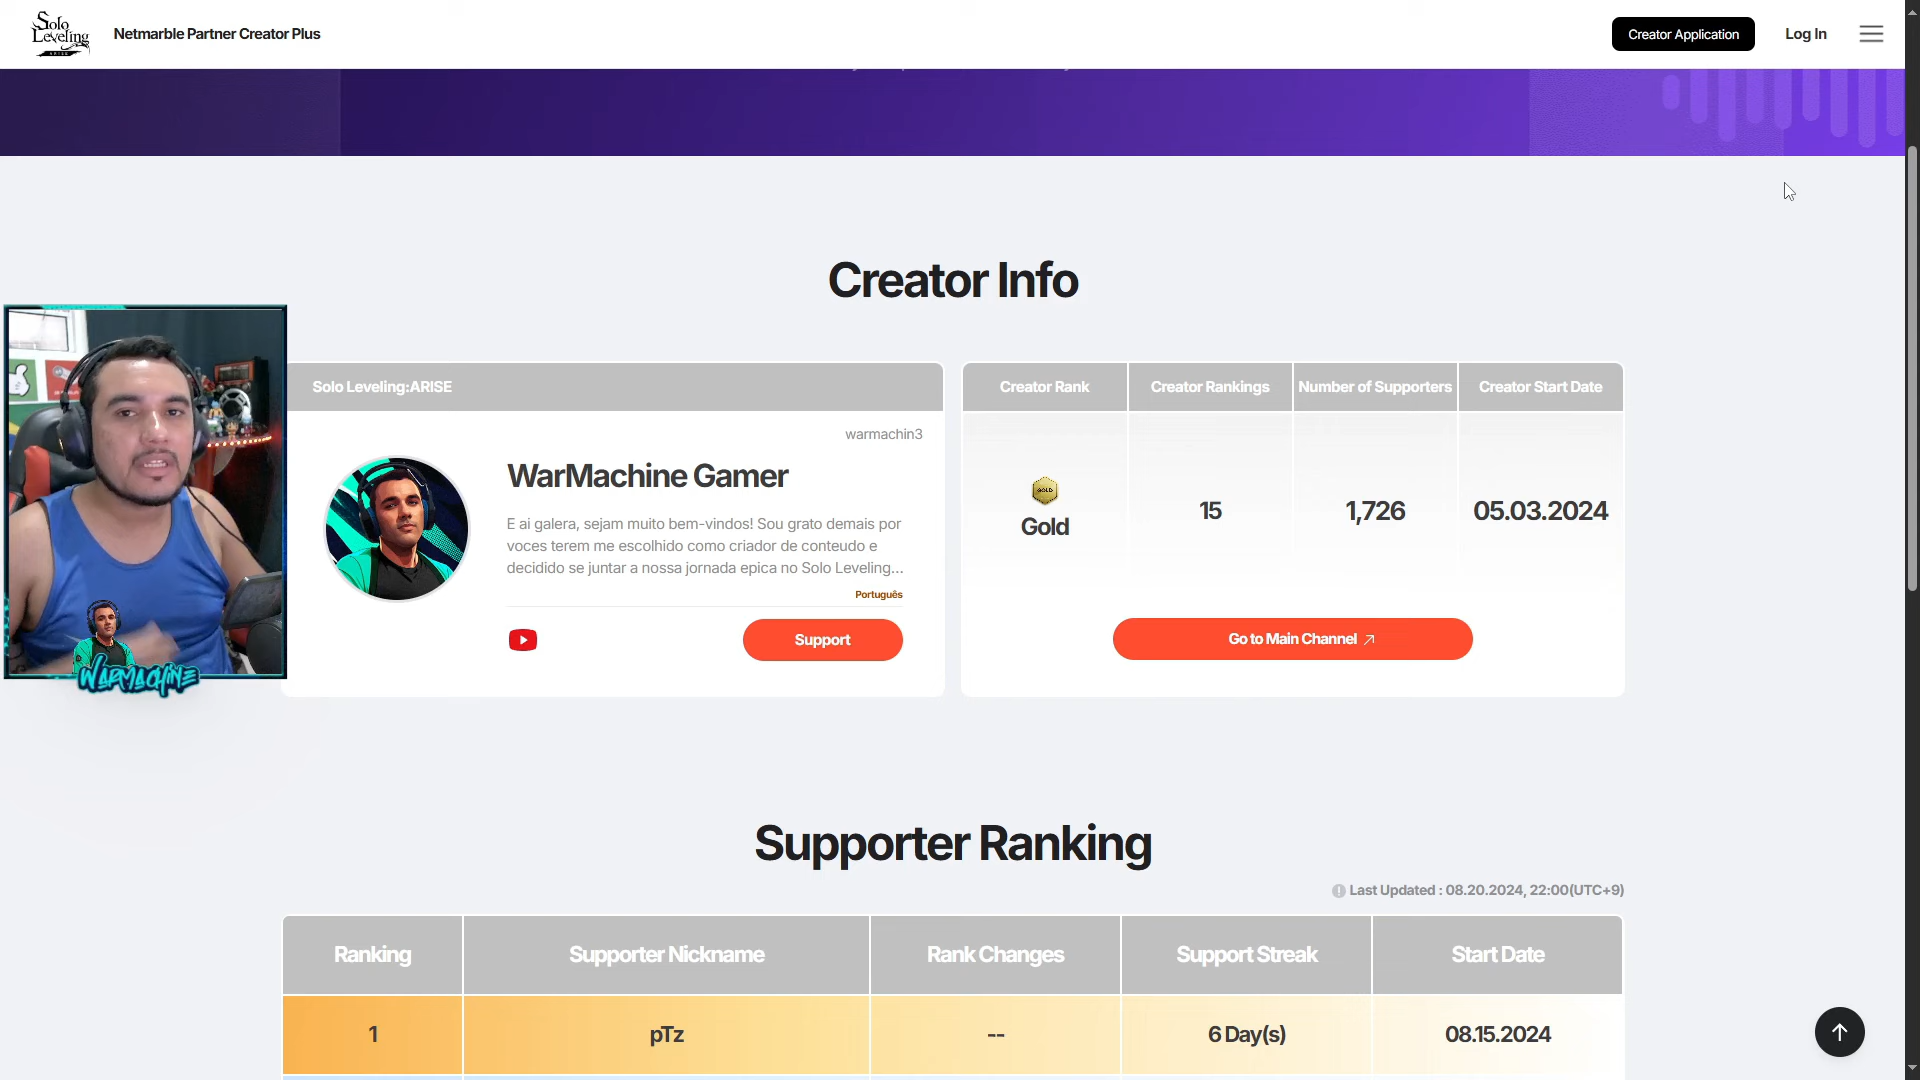 Solo Leveling
ARISE
Netmarble Partner Creator Plus
Creator Application
Log In
Creator Info
Solo Leveling:ARISE
warmachin3
WarMachine Gamer
E ai galera, sejam muito bem-vindos! Sou grato demais por
voces terem me escolhido como criador de conteudo e
decidido se juntar a nossa jornada epica no Solo Leveling...
Português
Support
WARMACHINE
Creator Rank Creator Rankings Number of Supporters Creator Start Date
GOLD
Gold 15 1,726 05.03.2024
Go to Main Channel
Supporter Ranking
Last Updated : 08.20.2024, 22:00(UTC+9)
Ranking Supporter Nickname Rank Changes Support Streak Start Date
1 pTz -- 6 Day(s) 08.15.2024